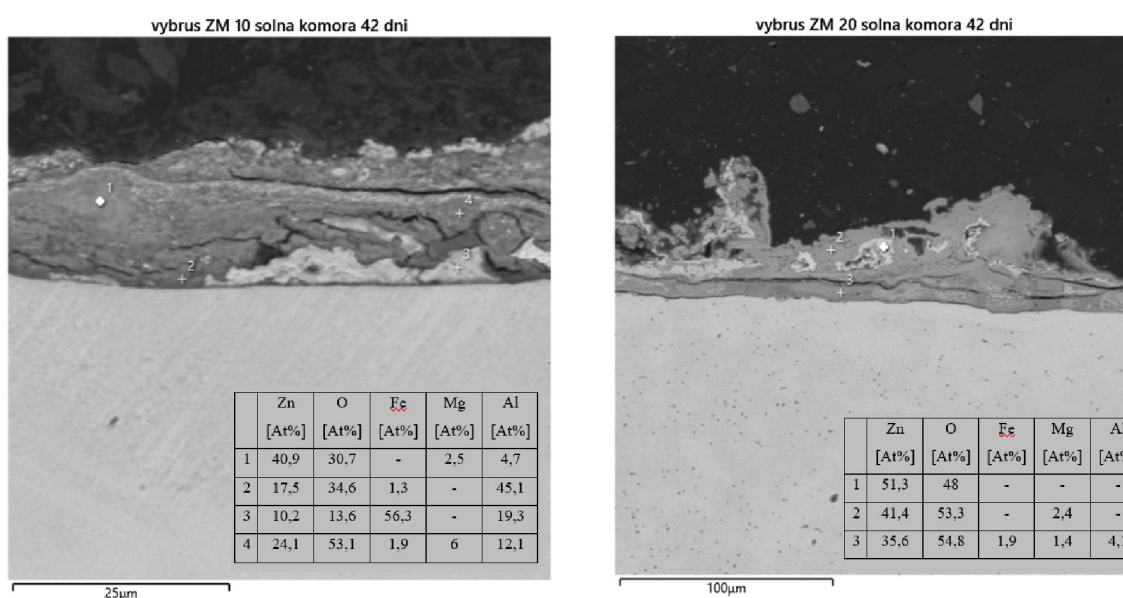 vybrus ZM 10 solna komora 42 dni
1
4
3
2
Zn O Fe Mg Al
[At%] [At%] [At%] [At%] [At%]
1 40,9 30,7 - 2,5 4,7
2 17,5 34,6 1,3 - 45,1
3 10,2 13,6 56,3 - 19,3
4 24,1 53,1 1,9 6 12,1
25µm
vybrus ZM 20 solna komora 42 dni
2
1
3
Zn O Fe Mg
[At%] [At%] [At%] [At%]
1 51,3 48 - - -
2 41,4 53,3 - 2,4 -
3 35,6 54,8 1,9 1,4
100µm